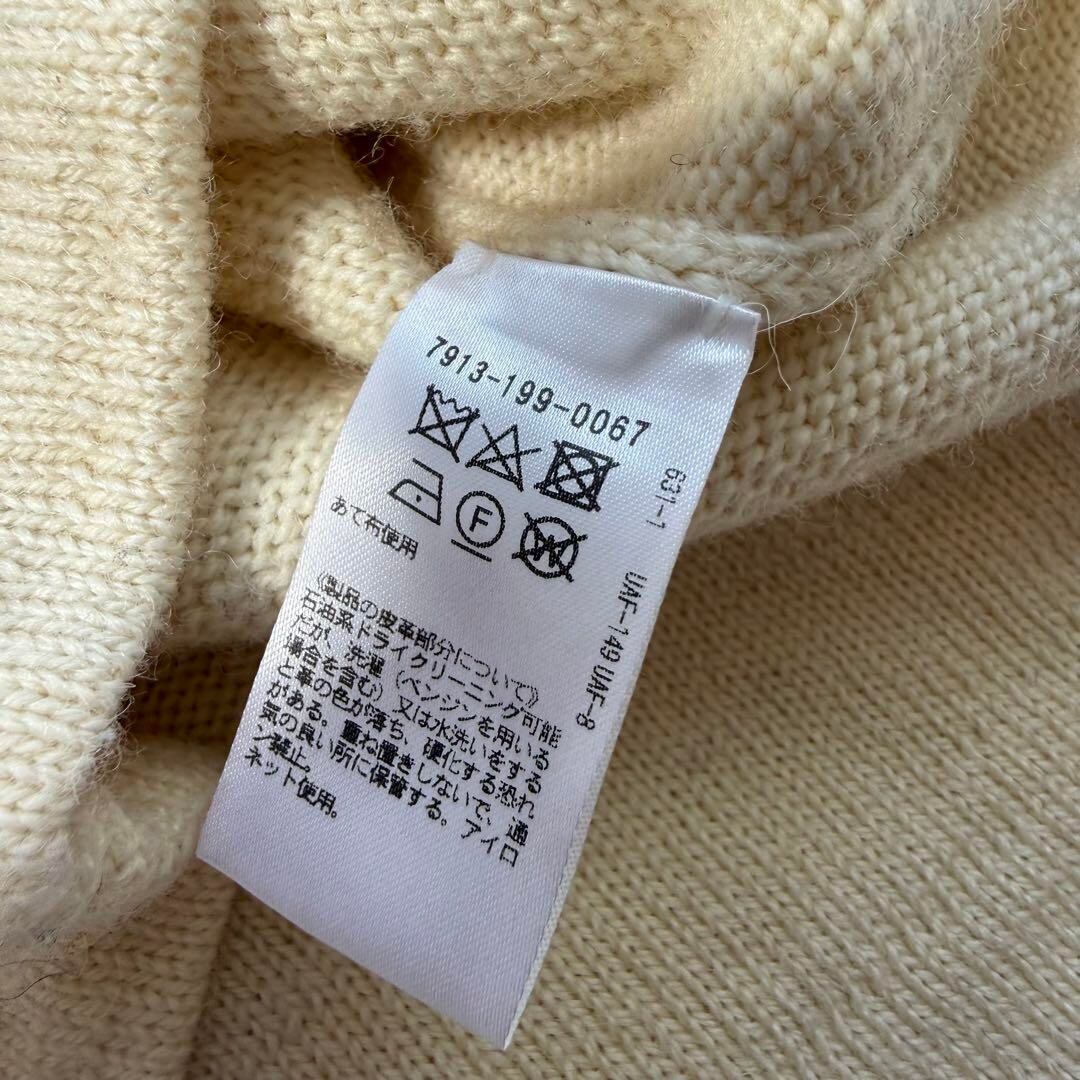 7913-199-0067
F
W
あて布使用
《製品の皮革部分について》
石油系ドライクリーニング可能
だが、洗濯(ベンジンを用いる
場合を含む)又は水洗いをする
と革の色が落ち、硬化する恐れ
がある。重ね置きしないで、通
気の良い所に保管する。アイロ
ン禁止。
ネット使用。
631-1 UAF-149 UAF-8